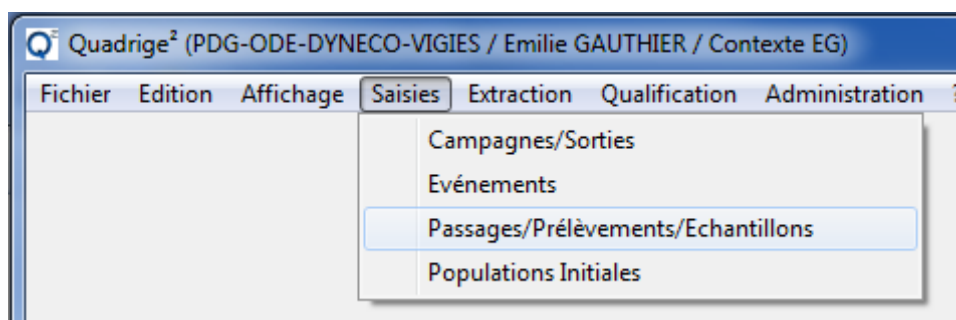 Quadrige² (PDG-ODE-DYNECO-VIGIES / Emilie GAUTHIER / Contexte EG)
Fichier Edition Affichage Saisies Extraction Qualification Administration ?
Campagnes/Sorties
Evénements
Passages/Prélèvements/Echantillons
Populations Initiales